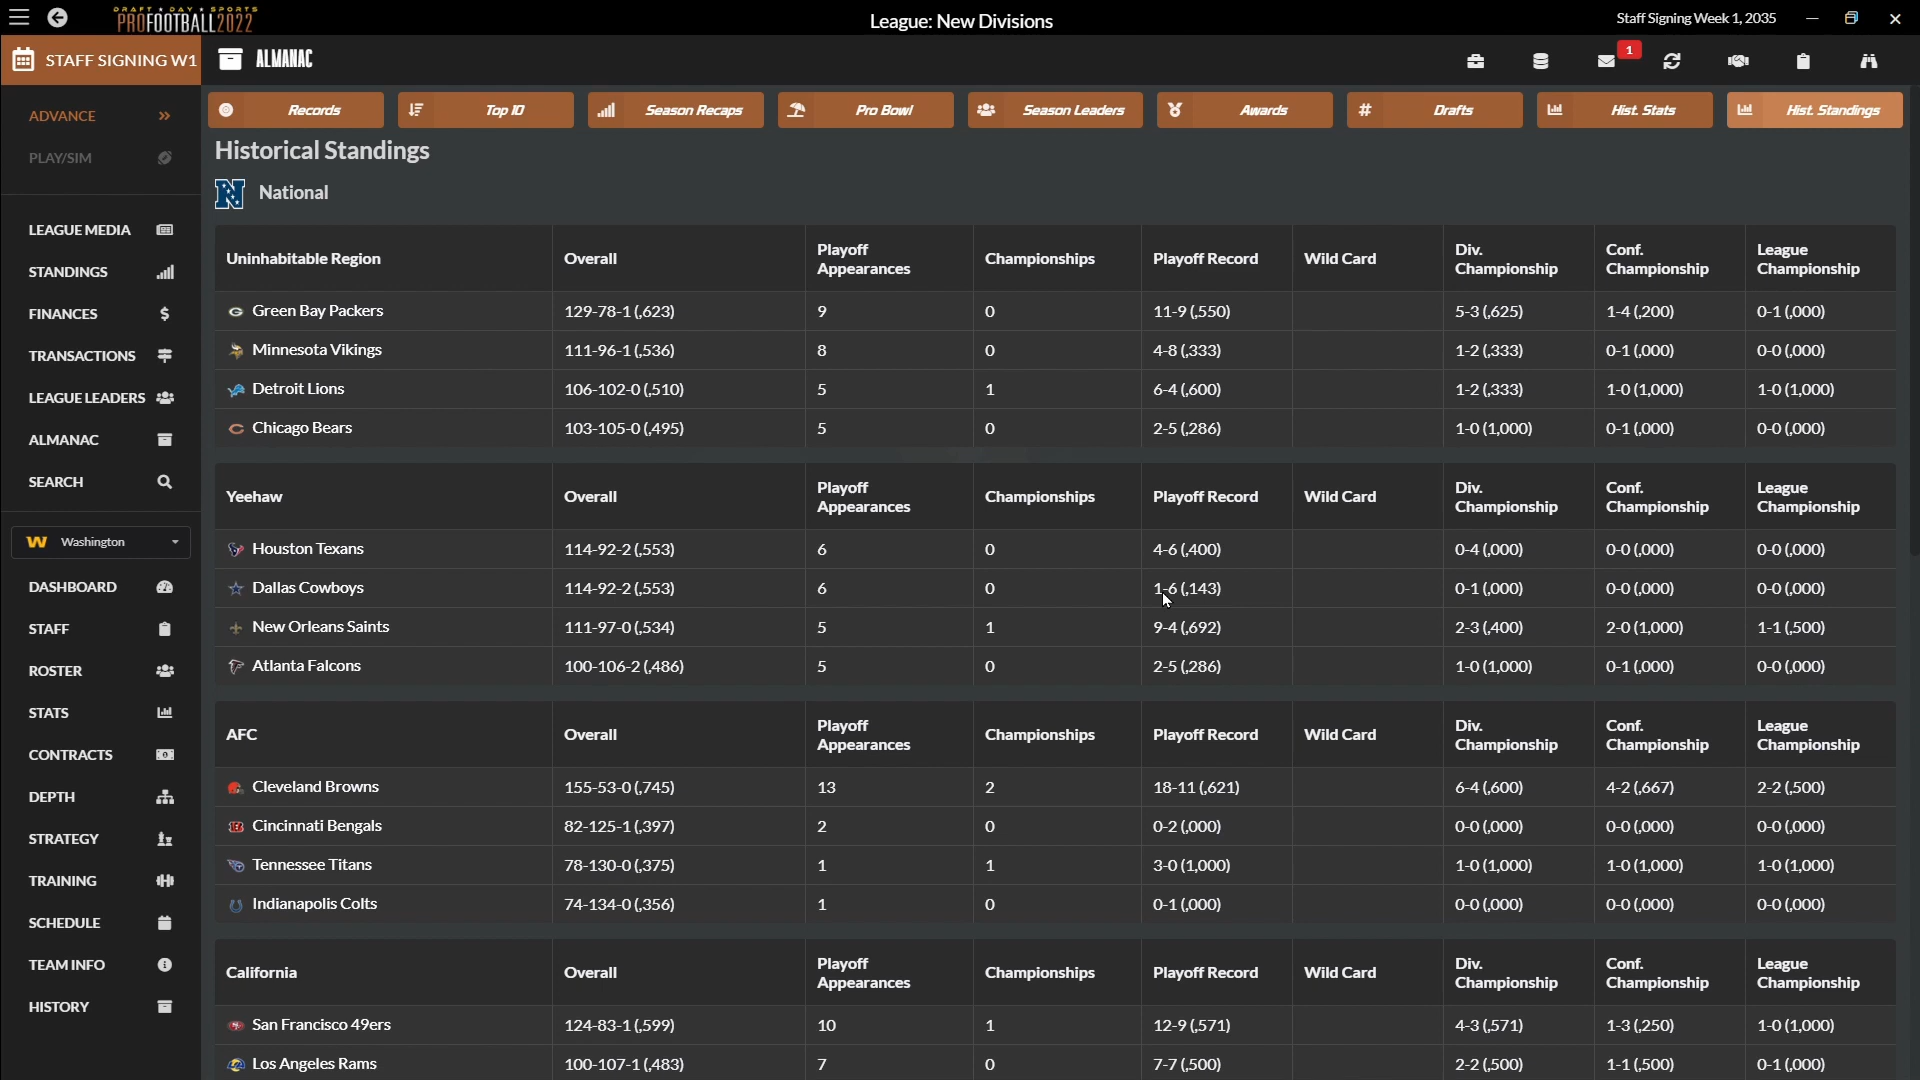 DRAFT DAY SPORTS
PRO FOOTBALL 2022
League: New Divisions
Staff Signing Week 1, 2035
STAFF SIGNING W1
ALMANAC
1
Records Top 10 Season Recaps Pro Bowl Season Leaders Awards Drafts Hist. Stats Hist. Standings
ADVANCE
PLAY/SIM
LEAGUE MEDIA
STANDINGS
FINANCES
TRANSACTIONS
LEAGUE LEADERS
ALMANAC
SEARCH
W Washington
DASHBOARD
STAFF
ROSTER
STATS
CONTRACTS
DEPTH
STRATEGY
TRAINING
SCHEDULE
TEAM INFO
HISTORY
Historical Standings
N National
Uninhabitable Region Overall Playoff Appearances Championships Playoff Record Wild Card Div. Championship Conf. Championship League Championship
Green Bay Packers 129-78-1 (,623) 9 0 11-9 (,550) 5-3 (,625) 1-4 (,200) 0-1 (,000)
Minnesota Vikings 111-96-1 (,536) 8 0 4-8 (,333) 1-2 (,333) 0-1 (,000) 0-0 (,000)
Detroit Lions 106-102-0 (,510) 5 1 6-4 (,600) 1-2 (,333) 1-0 (1,000) 1-0 (1,000)
Chicago Bears 103-105-0 (,495) 5 0 2-5 (,286) 1-0 (1,000) 0-1 (,000) 0-0 (,000)
Yeehaw Overall Playoff Appearances Championships Playoff Record Wild Card Div. Championship Conf. Championship League Championship
Houston Texans 114-92-2 (,553) 6 0 4-6 (,400) 0-4 (,000) 0-0 (,000) 0-0 (,000)
Dallas Cowboys 114-92-2 (,553) 6 0 1-6 (,143) 0-1 (,000) 0-0 (,000) 0-0 (,000)
New Orleans Saints 111-97-0 (,534) 5 1 9-4 (,692) 2-3 (,400) 2-0 (1,000) 1-1 (,500)
Atlanta Falcons 100-106-2 (,486) 5 0 2-5 (,286) 1-0 (1,000) 0-1 (,000) 0-0 (,000)
AFC Overall Playoff Appearances Championships Playoff Record Wild Card Div. Championship Conf. Championship League Championship
Cleveland Browns 155-53-0 (,745) 13 2 18-11 (,621) 6-4 (,600) 4-2 (,667) 2-2 (,500)
Cincinnati Bengals 82-125-1 (,397) 2 0 0-2 (,000) 0-0 (,000) 0-0 (,000) 0-0 (,000)
Tennessee Titans 78-130-0 (,375) 1 1 3-0 (1,000) 1-0 (1,000) 1-0 (1,000) 1-0 (1,000)
Indianapolis Colts 74-134-0 (,356) 1 0 0-1 (,000) 0-0 (,000) 0-0 (,000) 0-0 (,000)
California Overall Playoff Appearances Championships Playoff Record Wild Card Div. Championship Conf. Championship League Championship
San Francisco 49ers 124-83-1 (,599) 10 1 12-9 (,571) 4-3 (,571) 1-3 (,250) 1-0 (1,000)
Los Angeles Rams 100-107-1 (,483) 7 0 7-7 (,500) 2-2 (,500) 1-1 (,500) 0-1 (,000)